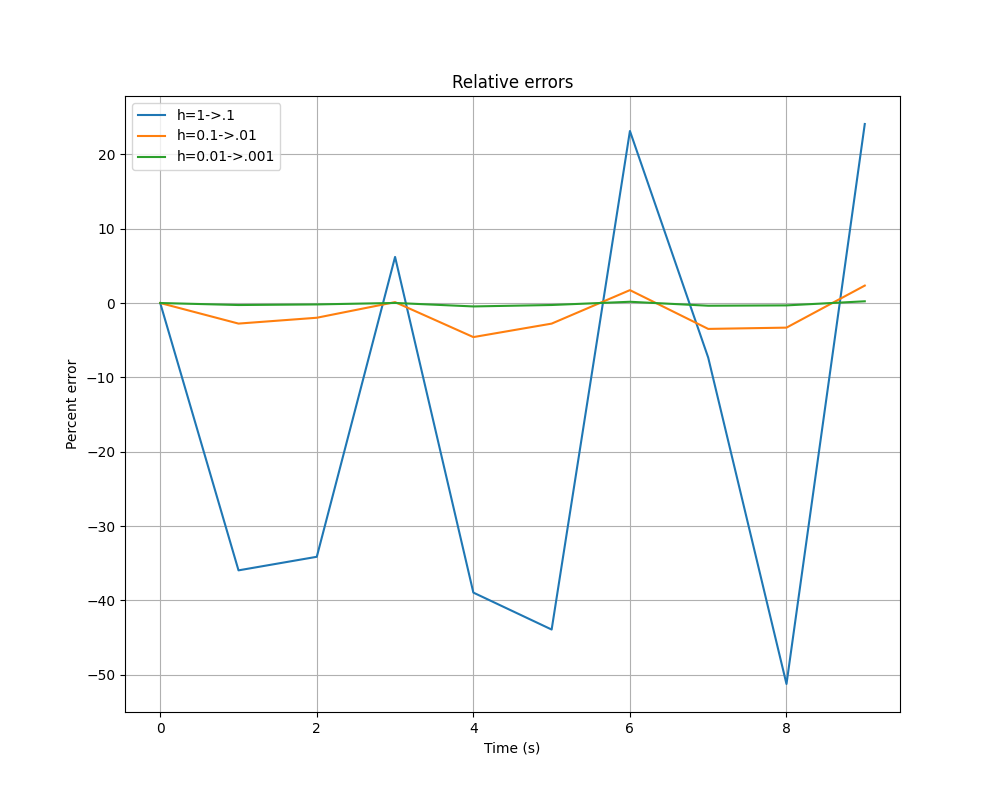 Relative errors
h=1->.1
h=0.1->.01
h=0.01->.001
20
10
0
−10
−20
−30
−40
−50
Percent error
0 2 4 6 8
Time (s)